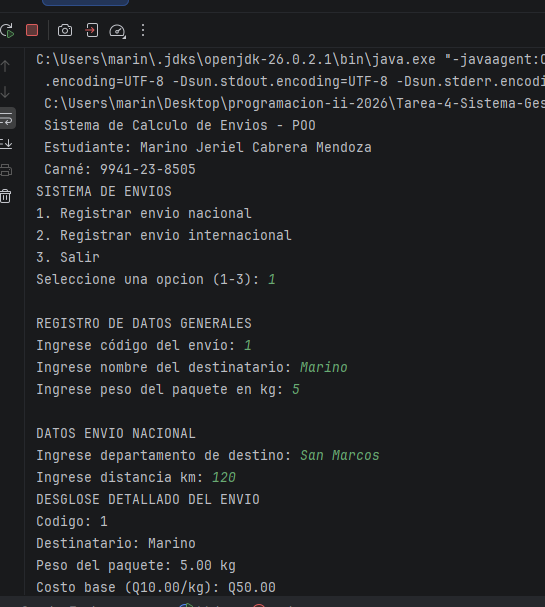 C:\Users\marin\.jdks\openjdk-26.0.2.1\bin\java.exe "-javaagent:
.encoding=UTF-8 -Dsun.stdout.encoding=UTF-8 -Dsun.stderr.encodi
C:\Users\marin\Desktop\programacion-ii-2026\Tarea-4-Sistema-Ges
Sistema de Calculo de Envios - POO
Estudiante: Marino Jeriel Cabrera Mendoza
Carné: 9941-23-8505
SISTEMA DE ENVIOS
1. Registrar envio nacional
2. Registrar envio internacional
3. Salir
Seleccione una opcion (1-3): 1
REGISTRO DE DATOS GENERALES
Ingrese código del envio: 1
Ingrese nombre del destinatario: Marino
Ingrese peso del paquete en kg: 5
DATOS ENVIO NACIONAL
Ingrese departamento de destino: San Marcos
Ingrese distancia km: 120
DESGLOSE DETALLADO DEL ENVIO
Codigo: 1
Destinatario: Marino
Peso del paquete: 5.00 kg
Costo base (Q10.00/kg): Q50.00